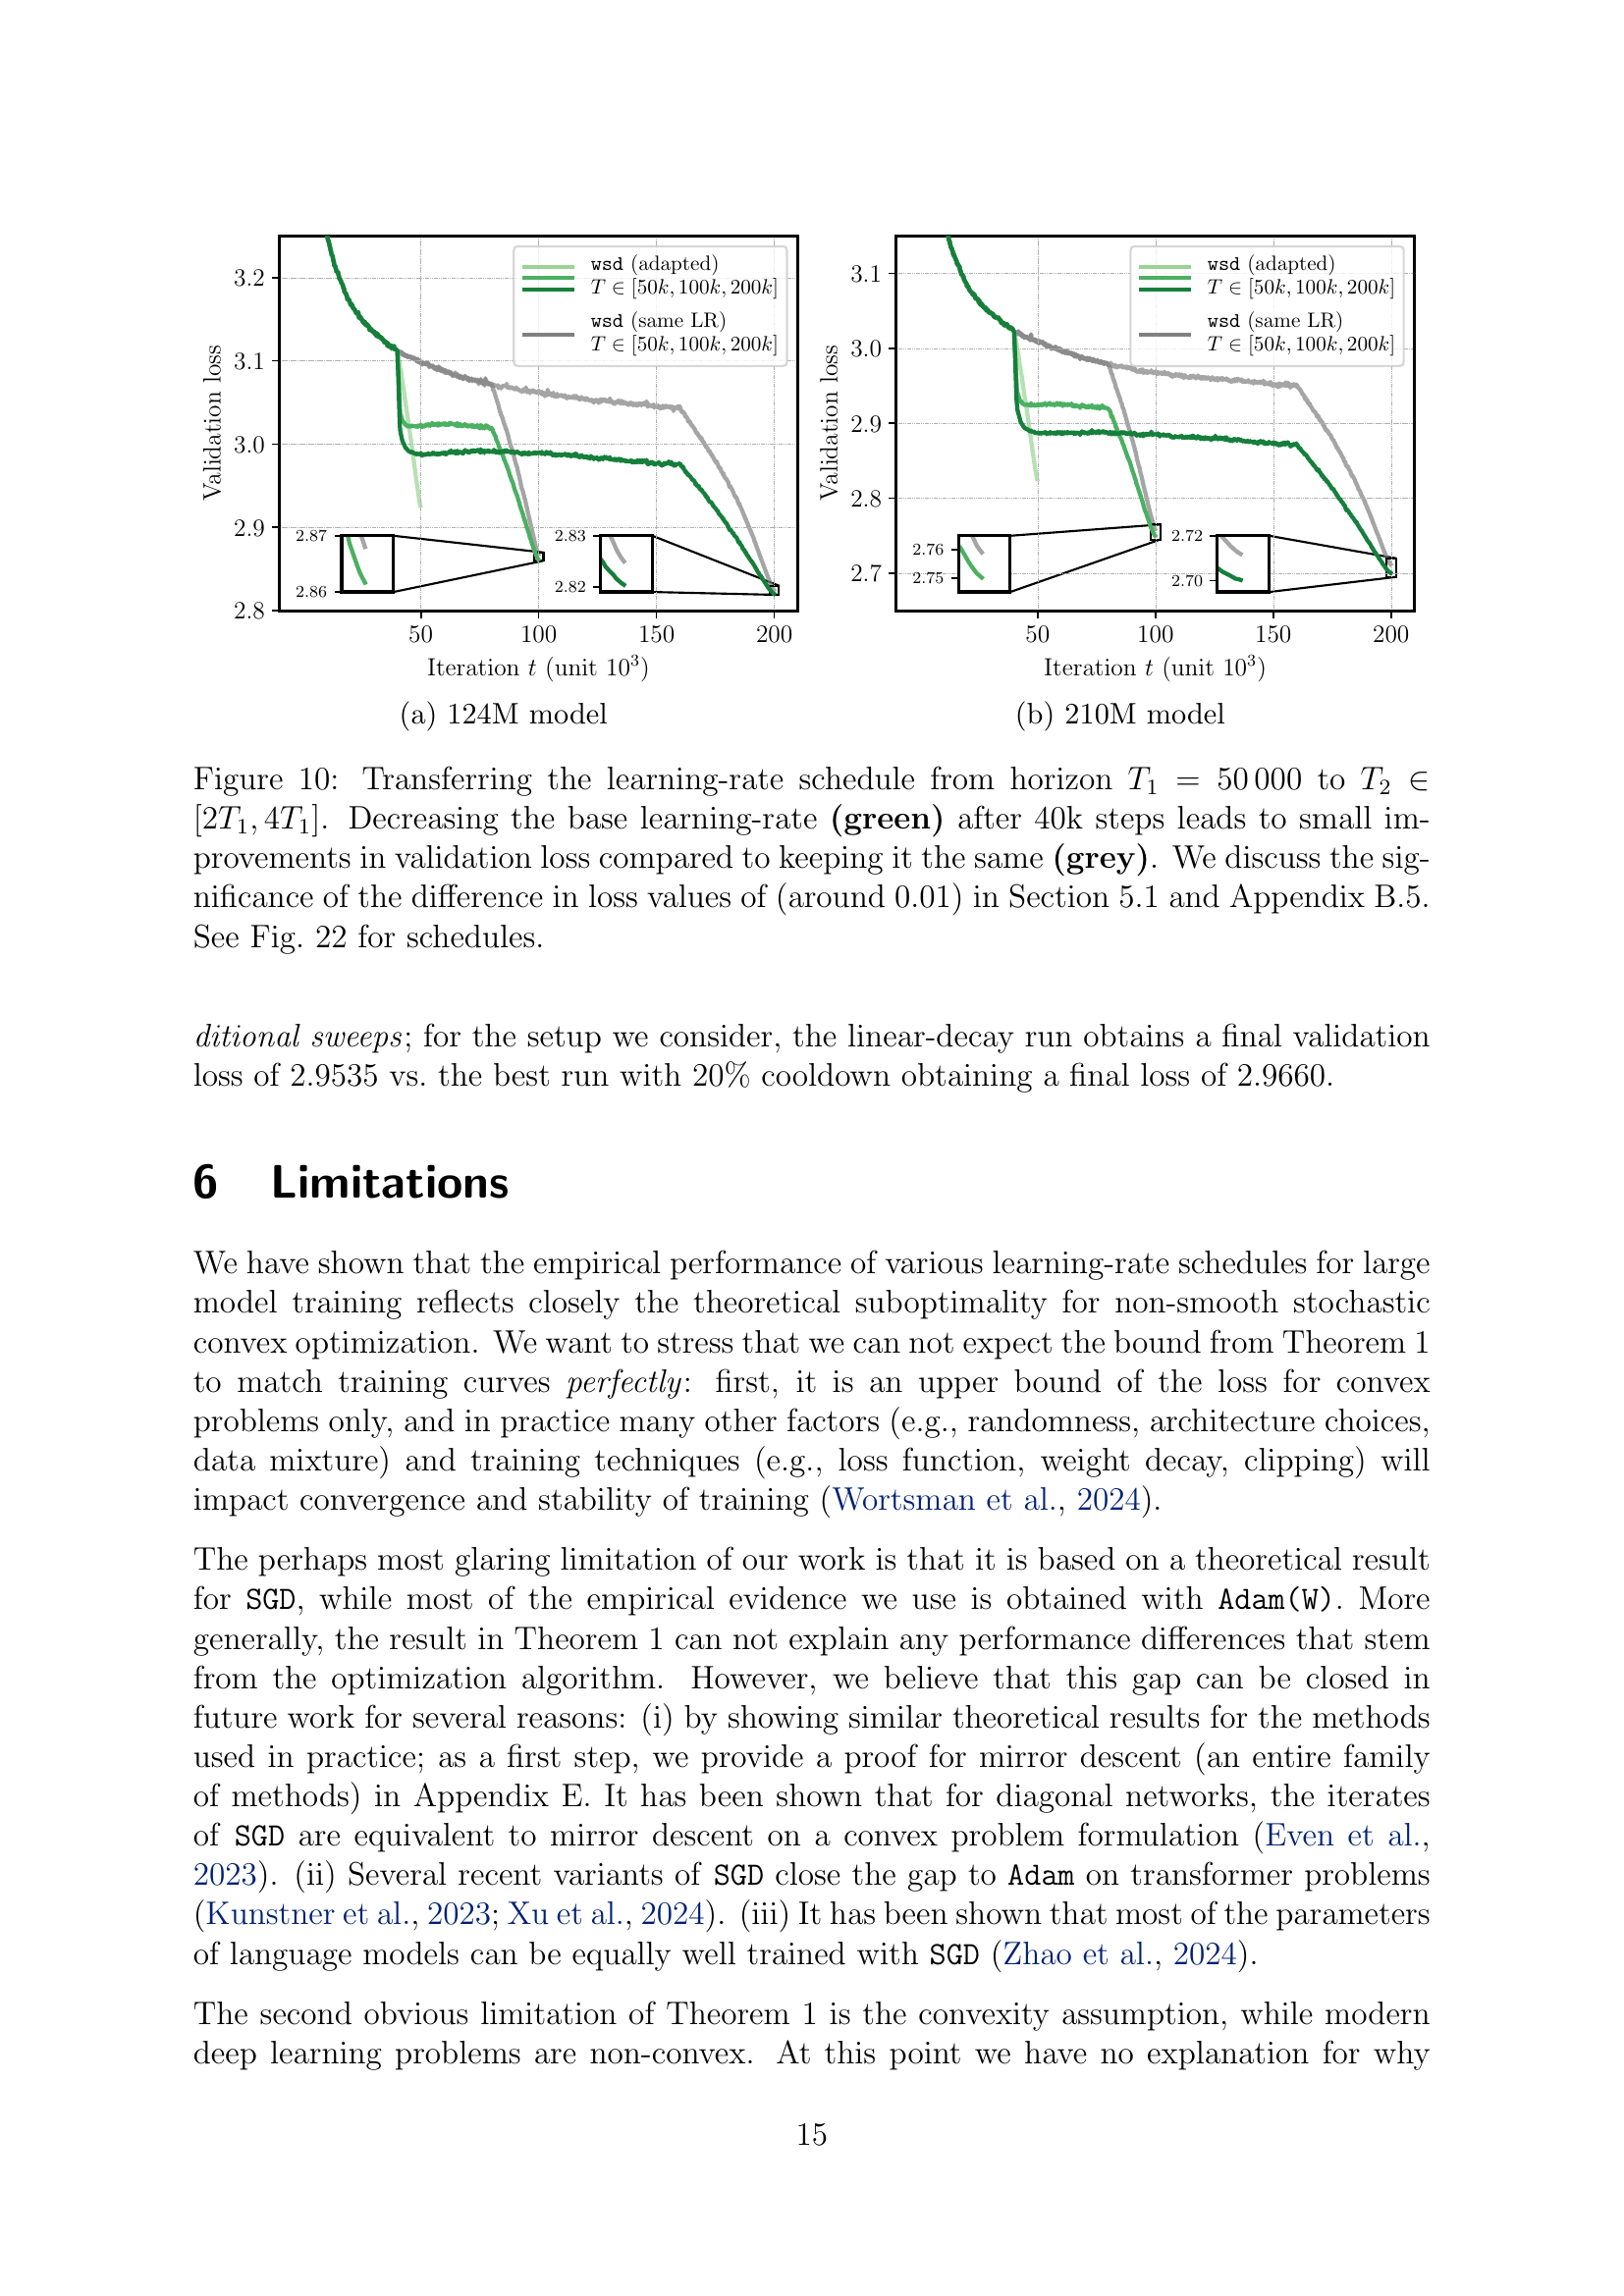 3.2
3.1
3.0
2.9
2.8
Validation loss
wsd (adapted)
T ∈ [50k, 100k, 200k]
wsd (same LR)
T ∈ [50k, 100k, 200k]
2.87
2.86
2.83
2.82
50 100 150 200
Iteration t (unit 10³)
(a) 124M model
3.1
3.0
2.9
2.8
2.7
Validation loss
wsd (adapted)
T ∈ [50k, 100k, 200k]
wsd (same LR)
T ∈ [50k, 100k, 200k]
2.76
2.75
2.72
2.70
50 100 150 200
Iteration t (unit 10³)
(b) 210M model
Figure 10: Transferring the learning-rate schedule from horizon T₁ = 50 000 to T₂ ∈
[2T₁, 4T₁]. Decreasing the base learning-rate (green) after 40k steps leads to small im-
provements in validation loss compared to keeping it the same (grey). We discuss the sig-
nificance of the difference in loss values of (around 0.01) in Section 5.1 and Appendix B.5.
See Fig. 22 for schedules.
ditional sweeps; for the setup we consider, the linear-decay run obtains a final validation
loss of 2.9535 vs. the best run with 20% cooldown obtaining a final loss of 2.9660.
6 Limitations
We have shown that the empirical performance of various learning-rate schedules for large
model training reflects closely the theoretical suboptimality for non-smooth stochastic
convex optimization. We want to stress that we can not expect the bound from Theorem 1
to match training curves perfectly: first, it is an upper bound of the loss for convex
problems only, and in practice many other factors (e.g., randomness, architecture choices,
data mixture) and training techniques (e.g., loss function, weight decay, clipping) will
impact convergence and stability of training (Wortsman et al., 2024).
The perhaps most glaring limitation of our work is that it is based on a theoretical result
for SGD, while most of the empirical evidence we use is obtained with Adam(W). More
generally, the result in Theorem 1 can not explain any performance differences that stem
from the optimization algorithm. However, we believe that this gap can be closed in
future work for several reasons: (i) by showing similar theoretical results for the methods
used in practice; as a first step, we provide a proof for mirror descent (an entire family
of methods) in Appendix E. It has been shown that for diagonal networks, the iterates
of SGD are equivalent to mirror descent on a convex problem formulation (Even et al.,
2023). (ii) Several recent variants of SGD close the gap to Adam on transformer problems
(Kunstner et al., 2023; Xu et al., 2024). (iii) It has been shown that most of the parameters
of language models can be equally well trained with SGD (Zhao et al., 2024).
The second obvious limitation of Theorem 1 is the convexity assumption, while modern
deep learning problems are non-convex. At this point we have no explanation for why
15